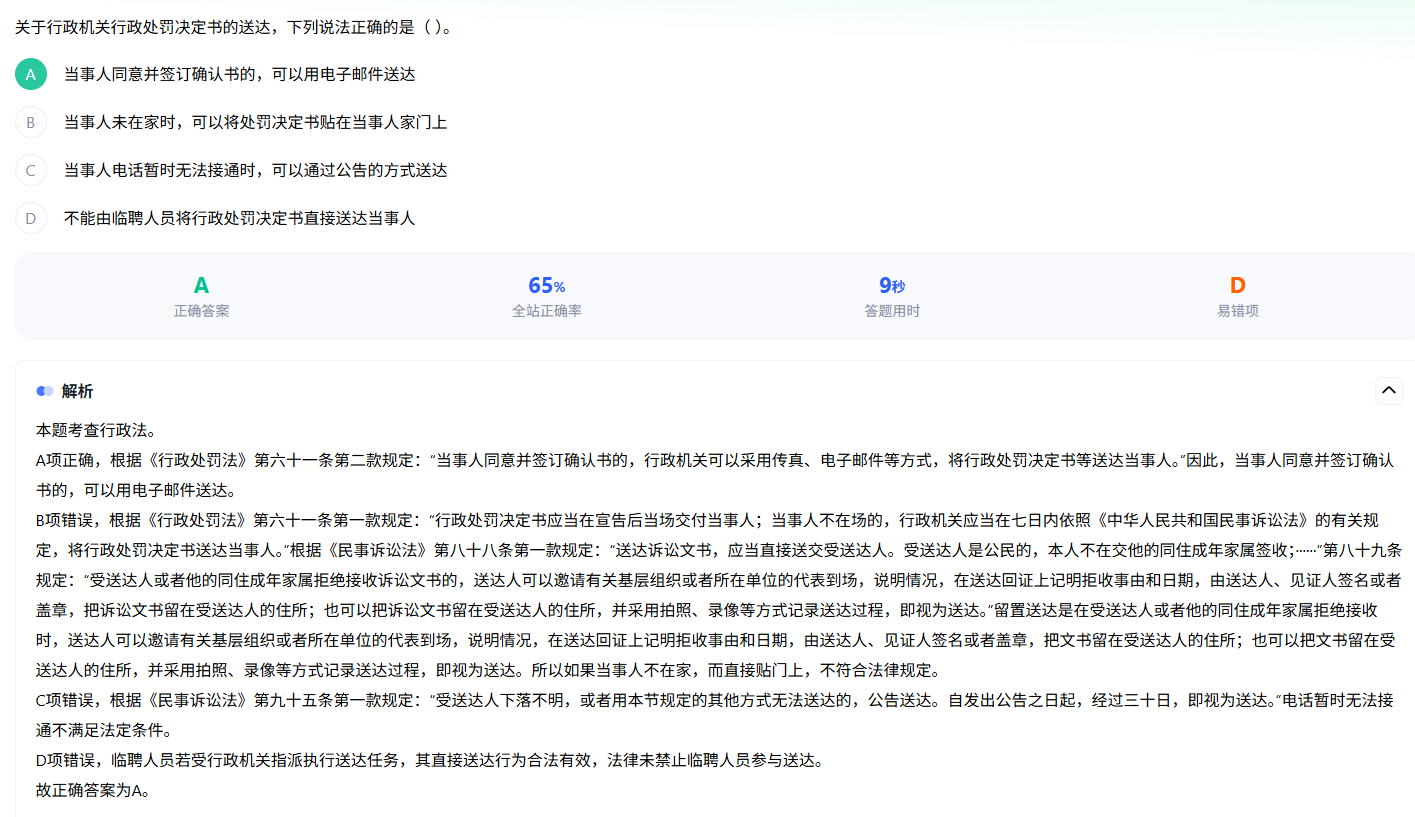 关于行政机关行政处罚决定书的送达，下列说法正确的是（ ）。
A 当事人同意并签订确认书的，可以用电子邮件送达
B 当事人未在家时，可以将处罚决定书贴在当事人家门上
C 当事人电话暂时无法接通时，可以通过公告的方式送达
D 不能由临聘人员将行政处罚决定书直接送达当事人
A 65% 9秒 D
正确答案 全站正确率 答题用时 易错项
解析
本题考查行政法。
A项正确，根据《行政处罚法》第六十一条第二款规定：“当事人同意并签订确认书的，行政机关可以采用传真、电子邮件等方式，将行政处罚决定书等送达当事人。”因此，当事人同意并签订确认
书的，可以用电子邮件送达。
B项错误，根据《行政处罚法》第六十一条第一款规定：“行政处罚决定书应当在宣告后当场交付当事人；当事人不在场的，行政机关应当在七日内依照《中华人民共和国民事诉讼法》的有关规
定，将行政处罚决定书送达当事人。”根据《民事诉讼法》第八十八条第一款规定：“送达诉讼文书，应当直接送交受送达人。受送达人是公民的，本人不在交他的同住成年家属签收；……”第八十九条
规定：“受送达人或者他的同住成年家属拒绝接收诉讼文书的，送达人可以邀请有关基层组织或者所在单位的代表到场，说明情况，在送达回证上记明拒收事由和日期，由送达人、见证人签名或者
盖章，把诉讼文书留在受送达人的住所；也可以把诉讼文书留在受送达人的住所，并采用拍照、录像等方式记录送达过程，即视为送达。”留置送达是在受送达人或者他的同住成年家属拒绝接收
时，送达人可以邀请有关基层组织或者所在单位的代表到场，说明情况，在送达回证上记明拒收事由和日期，由送达人、见证人签名或者盖章，把文书留在受送达人的住所；也可以把文书留在受
送达人的住所，并采用拍照、录像等方式记录送达过程，即视为送达。所以如果当事人不在家，而直接贴门上，不符合法律规定。
C项错误，根据《民事诉讼法》第九十五条第一款规定：“受送达人下落不明，或者用本节规定的其他方式无法送达的，公告送达。自发出公告之日起，经过三十日，即视为送达。”电话暂时无法接
通不满足法定条件。
D项错误，临聘人员若受行政机关指派执行送达任务，其直接送达行为合法有效，法律未禁止临聘人员参与送达。
故正确答案为A。